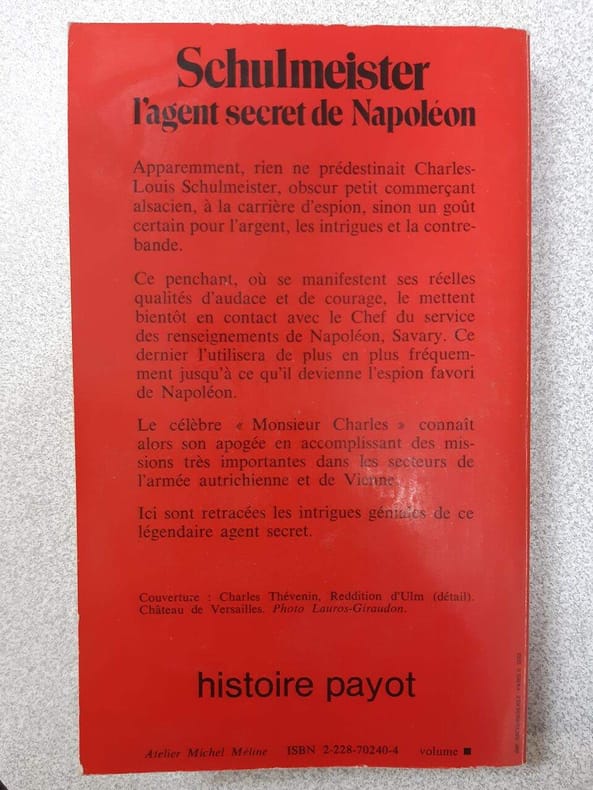 Schulmeister
l'agent secret de Napoléon
Apparemment, rien ne prédestinait Charles-
Louis Schulmeister, obscur petit commerçant
alsacien, à la carrière d'espion, sinon un goût
certain pour l'argent, les intrigues et la contre-
bande.
Ce penchant, où se manifestent ses réelles
qualités d'audace et de courage, le mettent
bientôt en contact avec le Chef du service
des renseignements de Napoléon, Savary. Ce
dernier l'utilisera de plus en plus fréquem-
ment jusqu'à ce qu'il devienne l'espion favori
de Napoléon.
Le célèbre « Monsieur Charles » connaît
alors son apogée en accomplissant des mis-
sions très importantes dans les secteurs de
l'armée autrichienne et de Vienne.
Ici sont retracées les intrigues géniales de ce
légendaire agent secret.
Couverture : Charles Thévenin, Reddition d'Ulm (détail).
Château de Versailles. Photo Lauros-Giraudon.
histoire payot
Atelier Michel Méline ISBN 2-228-70240-4 volume ■